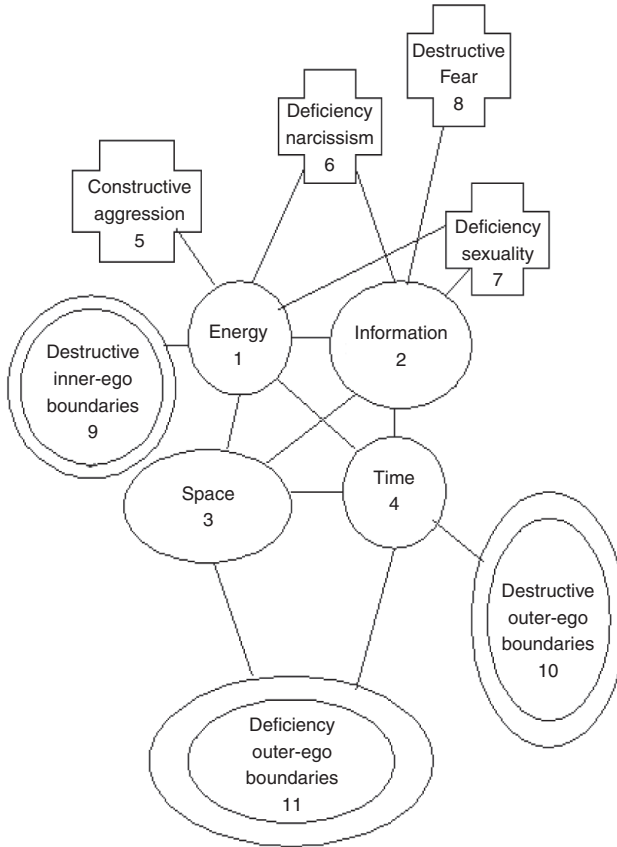 Destructive
Fear
8
Deficiency
narcissism
6
Constructive
aggression
5
Deficiency
sexuality
7
Energy
1
Information
2
Destructive
inner-ego
boundaries
9
Space
3
Time
4
Destructive
outer-ego
boundaries
10
Deficiency
outer-ego
boundaries
11